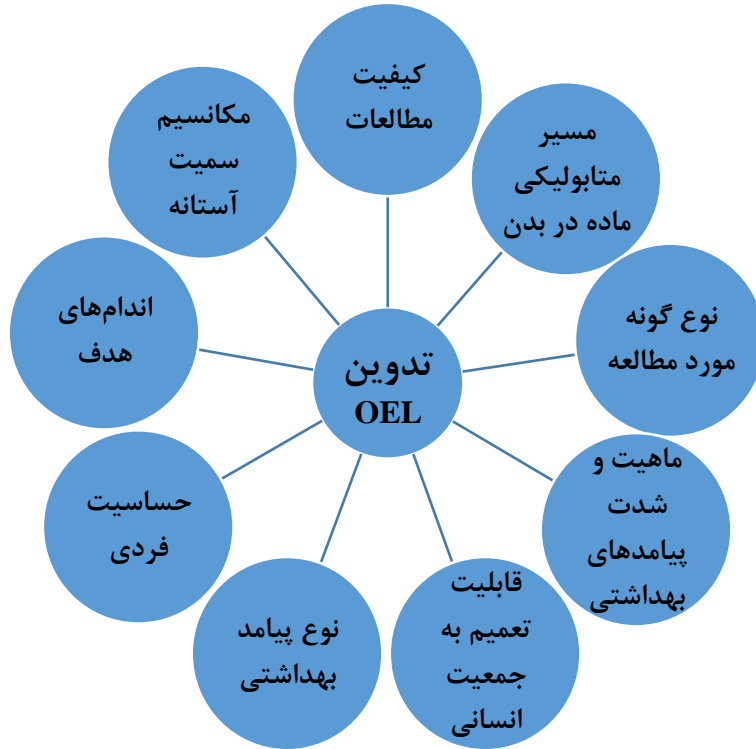 کیفیت
مطالعات
مسیر
متابولیکی
ماده در بدن
نوع گونه
مورد مطالعه
ماهیت و
شدت
پیامدهای
بهداشتی
قابلیت
تعمیم به
جمعیت
انسانی
نوع پیامد
بهداشتی
حساسیت
فردی
اندام‌های
هدف
مکانسیم
سمیت
آستانه
تدوین
OEL